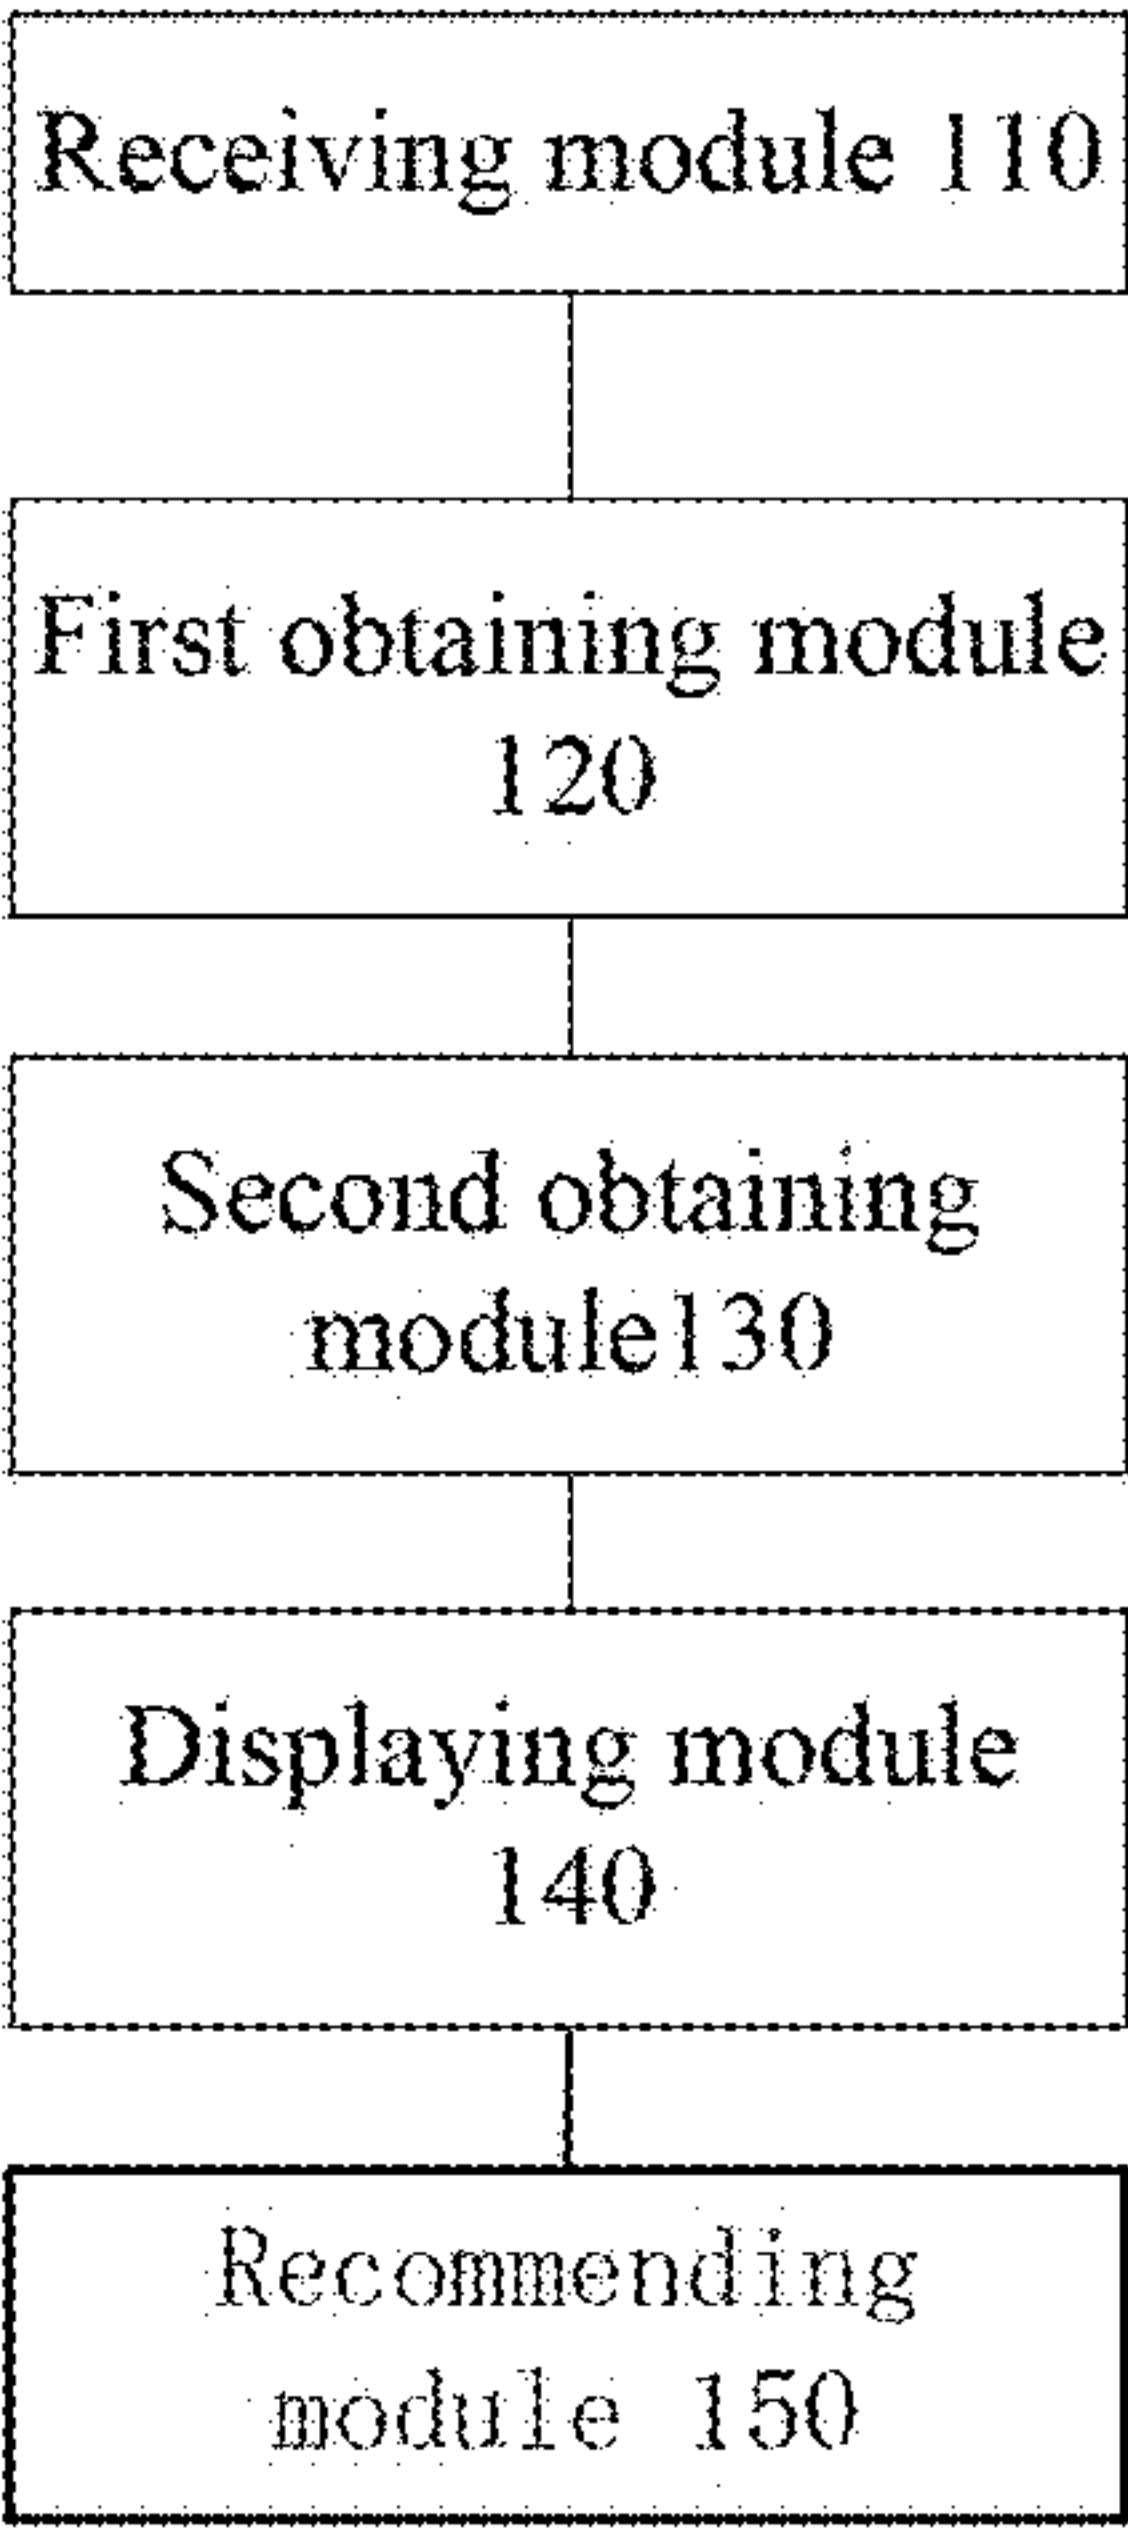 Receiving module 110
First obtaining module
120
Second obtaining
module130
Displaying module
140
Recommending
module 150